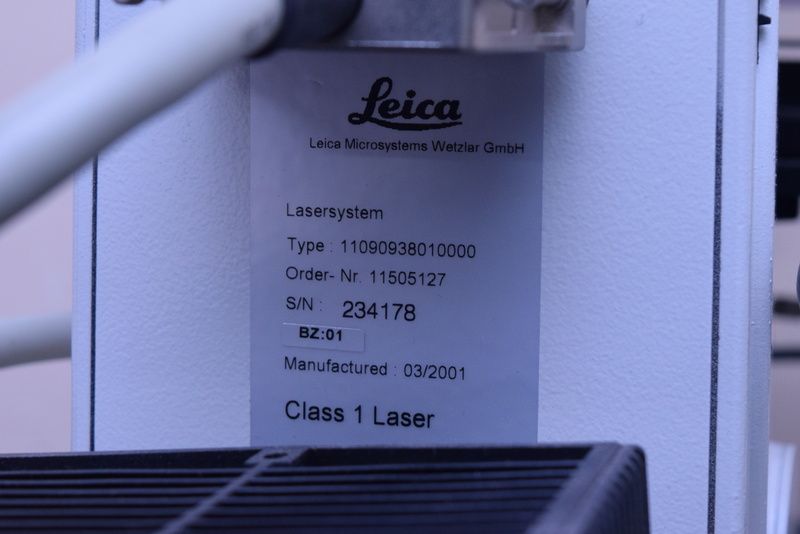 Leica
Leica Microsystems Wetzlar GmbH
Lasersystem
Type : 11090938010000
Order- Nr. 11505127
S/N : 234178
BZ:01
Manufactured : 03/2001
Class 1 Laser